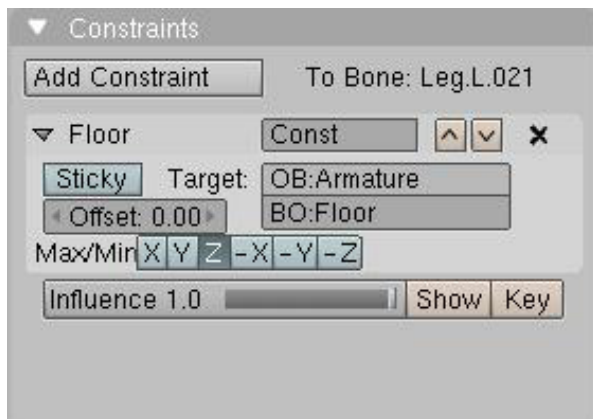 Constraints
Add Constraint To Bone: Leg.L.021
Floor Const
Sticky Target: OB:Armature
Offset: 0.00 BO:Floor
Max/Min X Y Z -X -Y -Z
Influence 1.0 Show Key